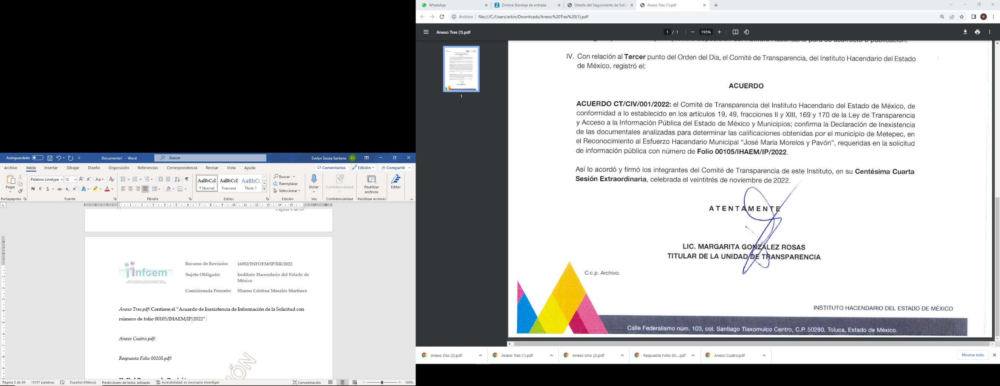 Autoguardado
Documento1 - Word
Buscar
Evelyn Souza Santana
ES
Archivo Inicio Insertar Dibujar Diseño Disposición Referencias Correspondencia Revisar Vista Ayuda
Comentarios Edición Compartir
Pegar
Palatino Linotype 12
N K S
AaBbCcI AaBbCcI AaBbCc
¶ Normal Francesa Título 1
Buscar
Reemplazar
Seleccionar
Dictar
Confidencialidad
Reutilizar archivos
Editor
Portapapeles Fuente Párrafo Estilos Edición Voz Confidencialidad Reutilizar archivos
Página 4 de 69
infoem
Recurso de Revisión: 16952/INFOEM/IP/RR/2022
Sujeto Obligado: Instituto Hacendario del Estado de
México
Comisionada Ponente: Sharon Cristina Morales Martínez
Anexo Tres.pdf: Contiene el “Acuerdo de Inexistencia de Información de la Solicitud con
número de folio 00105/IHAEM/IP/2022”
Anexo Cuatro.pdf:
Respuesta Folio 00105.pdf:
Página 5 de 69 15157 palabras Español (México) Predicciones de texto: activado Accesibilidad: es necesario investigar Concentración 100%
WhatsApp
Zimbra: Bandeja de entrada
Detalle del Seguimiento de Solic
Anexo Tres (1).pdf
Archivo file:///C:/Users/arkin/Downloads/Anexo%20Tres%20(1).pdf
e
Anexo Tres (1).pdf
1 / 1
195%
1
IV. Con relación al Tercer punto del Orden del Día, el Comité de Transparencia, del Instituto Hacendario del Estado
de México, registró el:
ACUERDO
ACUERDO CT/CIV/001/2022: el Comité de Transparencia del Instituto Hacendario del Estado de México, de
conformidad a lo establecido en los artículos 19, 49, fracciones II y XIII, 169 y 170 de la Ley de Transparencia
y Acceso a la Información Pública del Estado de México y Municipios; confirma la Declaración de Inexistencia
de las documentales analizadas para determinar las calificaciones obtenidas por el municipio de Metepec, en
el Reconocimiento al Esfuerzo Hacendario Municipal “José María Morelos y Pavón”, requeridas en la solicitud
de información pública con número de Folio 00105/IHAEM/IP/2022.
Así lo acordó y firmó los integrantes del Comité de Transparencia de este Instituto, en su Centésima Cuarta
Sesión Extraordinaria, celebrada el veintitrés de noviembre de 2022.
ATENTAMENTE
LIC. MARGARITA GONZÁLEZ ROSAS
TITULAR DE LA UNIDAD DE TRANSPARENCIA
C.c.p. Archivo.
INSTITUTO HACENDARIO DEL ESTADO DE MÉXICO
Calle Federalismo núm. 103, col. Santiago Tlaxomulco Centro, C.P. 50280, Toluca, Estado de México.
Anexo Dos (2).pdf
Anexo Tres (1).pdf
Anexo Uno (2).pdf
Respuesta Folio 00....pdf
Anexo Cuatro.pdf
Mostrar todo